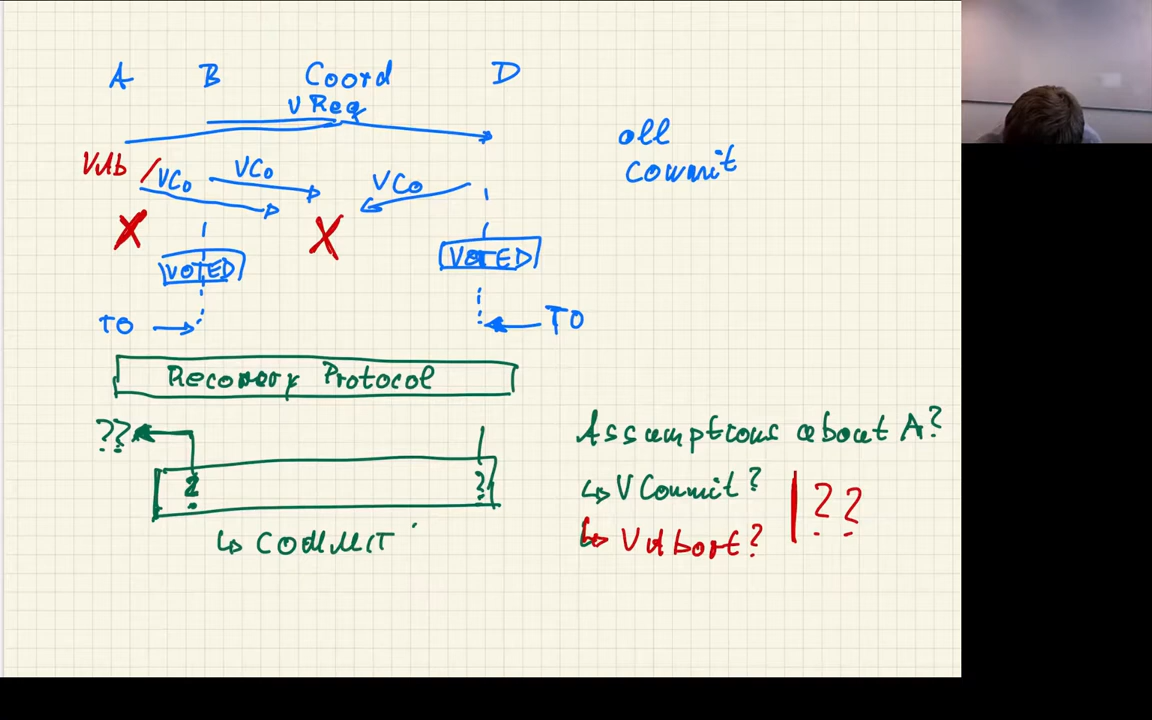 A B Coord D
VReq
all
commit
VAb / VCo VCo VCo
X X
VOTED VOTED
TO TO
Recovery Protocol
?? Assumptions about A?
? ? ↳ VCommit?
??
↳ COMMIT ↳ VAbort?